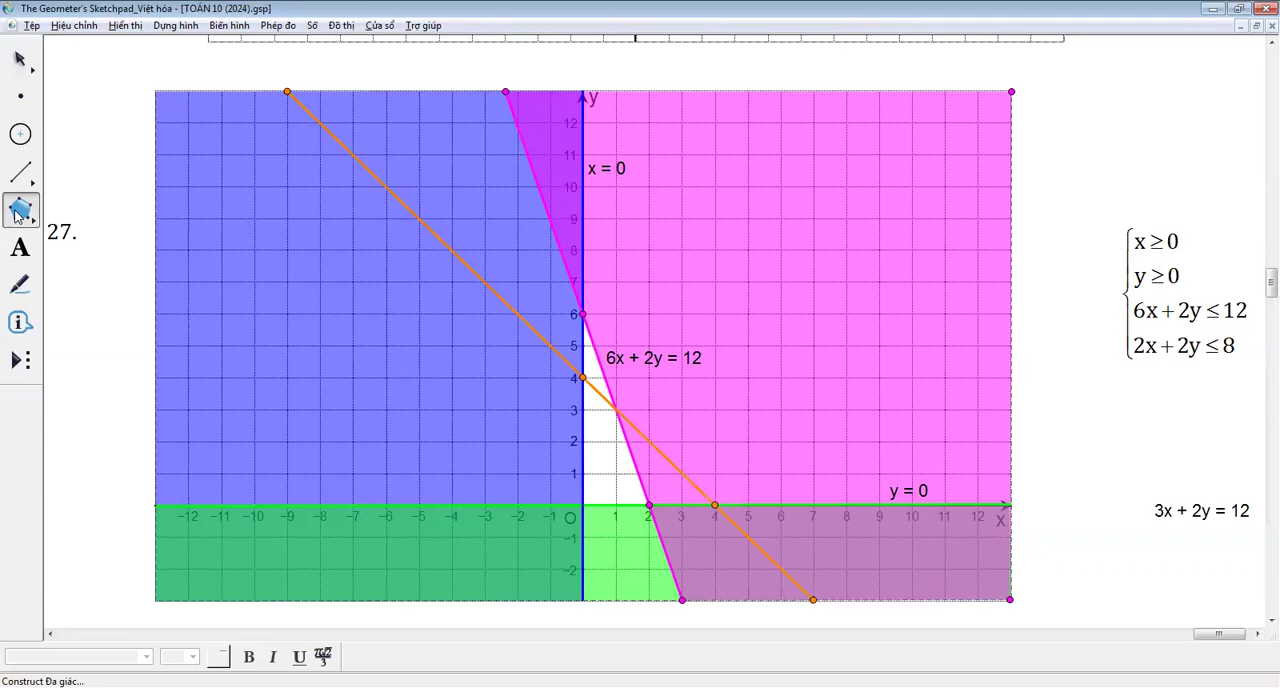 The Geometer's Sketchpad_Việt hóa - [TOÁN 10 (2024).gsp]
Tệp Hiệu chỉnh Hiển thị Dựng hình Biến hình Phép đo Số Đồ thị Cửa sổ Trợ giúp
y
12
11
x = 0
10
9
8
7
6
5
6x + 2y = 12
4
3
2
1
y = 0
−12 −11 −10 −9 −8 −7 −6 −5 −4 −3 −2 −1 O 1 2 3 4 5 6 7 8 9 10 11 12 x
−1
−2
27.
x ≥ 0
y ≥ 0
6x + 2y ≤ 12
2x + 2y ≤ 8
3x + 2y = 12
A
B I U
Construct Đa giác...